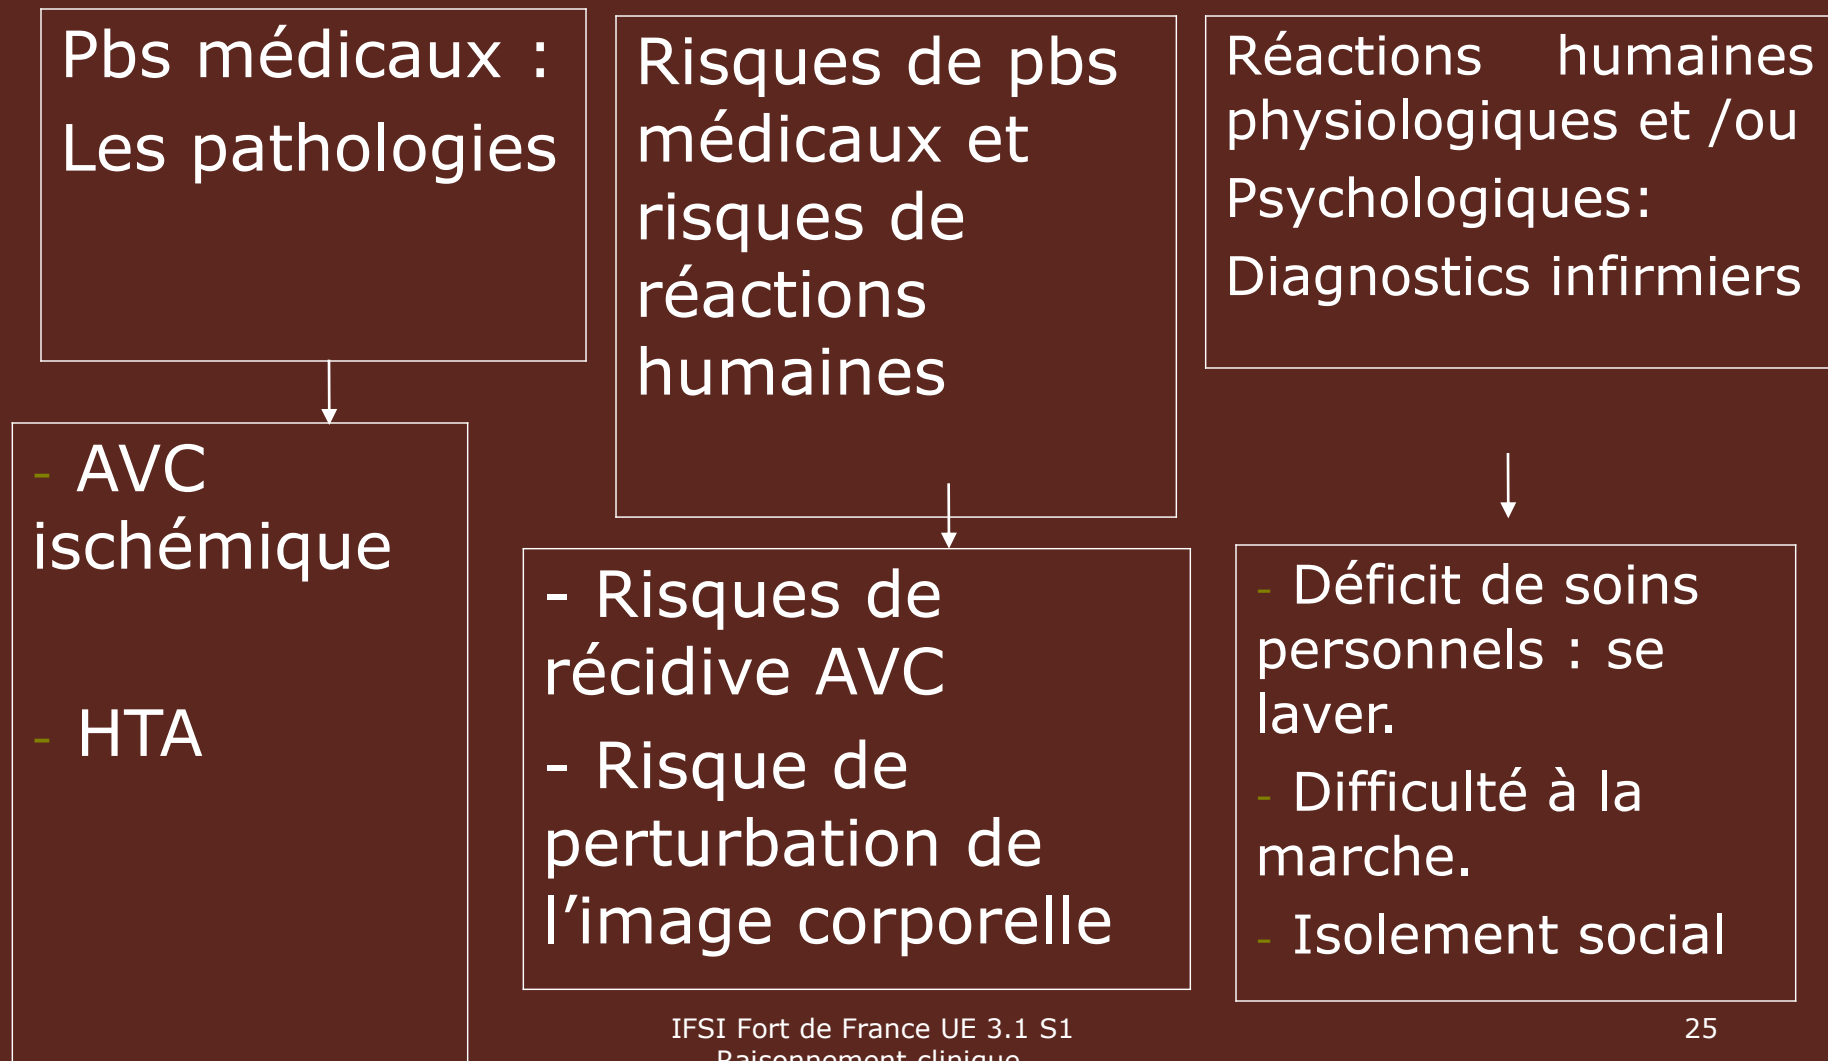 Pbs médicaux :
Les pathologies
Risques de pbs
médicaux et
risques de
réactions
humaines
Réactions humaines
physiologiques et /ou
Psychologiques:
Diagnostics infirmiers
- AVC
ischémique
- HTA
- Risques de
récidive AVC
- Risque de
perturbation de
l’image corporelle
- Déficit de soins
personnels : se
laver.
- Difficulté à la
marche.
- Isolement social
IFSI Fort de France UE 3.1 S1
Raisonnement clinique
25